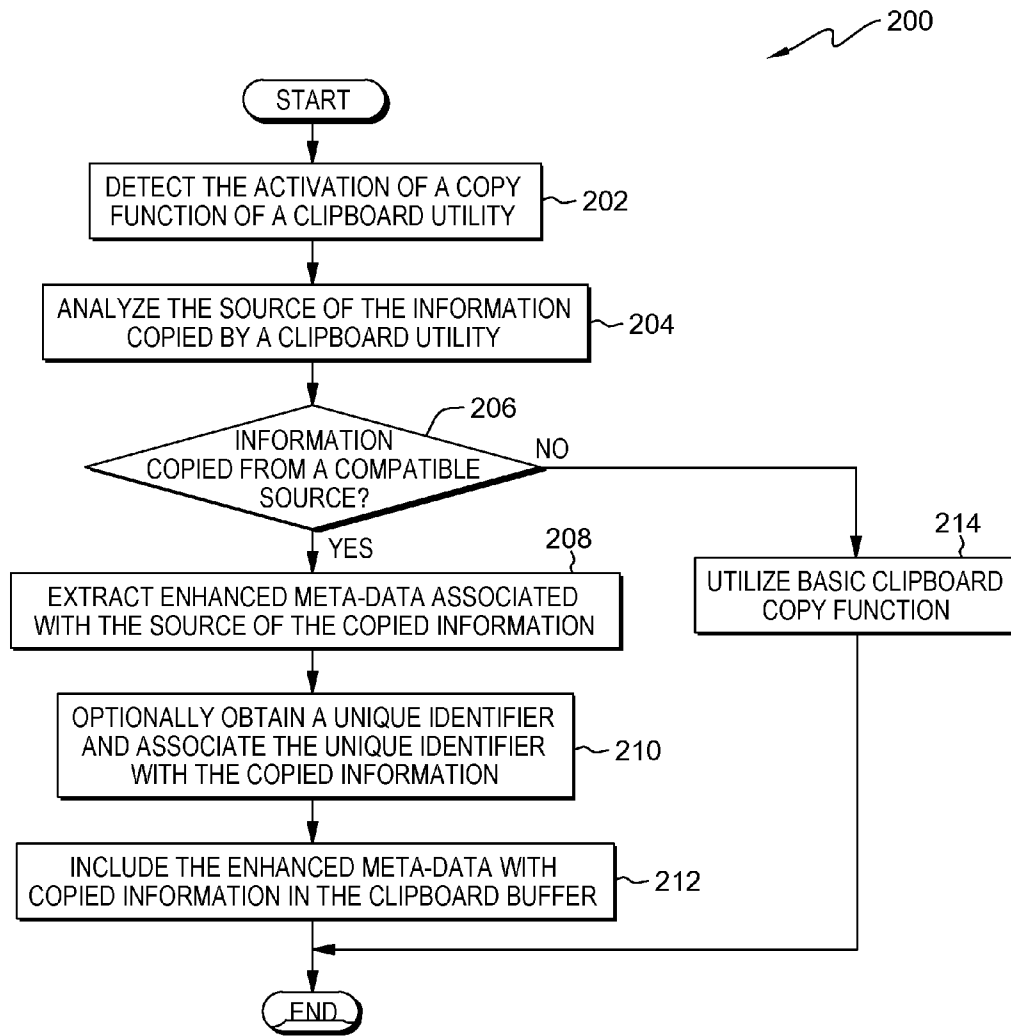 200
START
DETECT THE ACTIVATION OF A COPY
FUNCTION OF A CLIPBOARD UTILITY
202
ANALYZE THE SOURCE OF THE INFORMATION
COPIED BY A CLIPBOARD UTILITY
204
206
INFORMATION
COPIED FROM A COMPATIBLE
SOURCE?
NO
YES
208
EXTRACT ENHANCED META-DATA ASSOCIATED
WITH THE SOURCE OF THE COPIED INFORMATION
214
UTILIZE BASIC CLIPBOARD
COPY FUNCTION
OPTIONALLY OBTAIN A UNIQUE IDENTIFIER
AND ASSOCIATE THE UNIQUE IDENTIFIER
WITH THE COPIED INFORMATION
210
INCLUDE THE ENHANCED META-DATA WITH
COPIED INFORMATION IN THE CLIPBOARD BUFFER
212
END